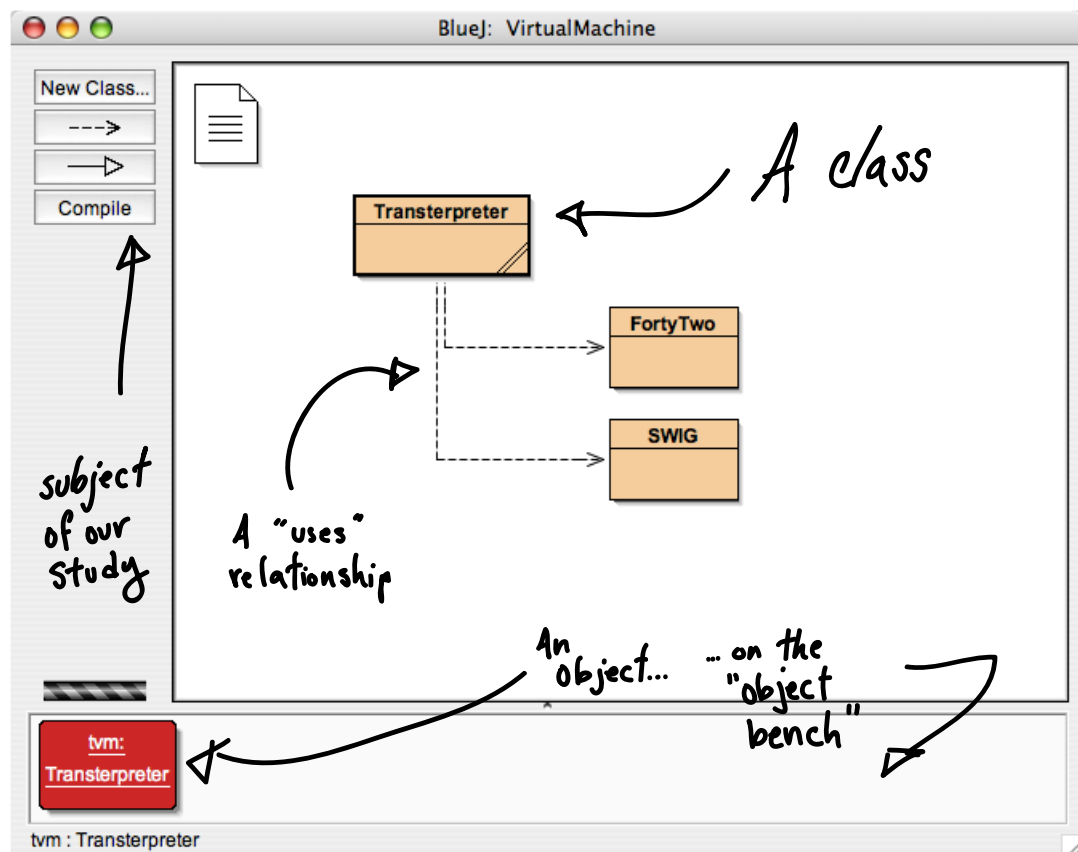 BlueJ: VirtualMachine
New Class...
Compile
A class
Transterpreter
FortyTwo
SWIG
subject
of our
study
A "uses"
relationship
An
object...
... on the
"object
bench"
tvm:
Transterpreter
tvm : Transterpreter